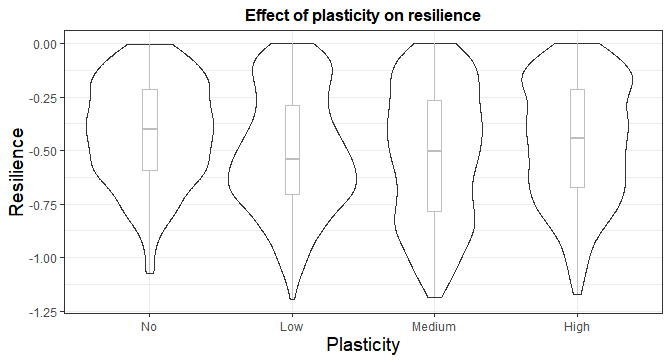 Effect of plasticity on resilience
Resilience
0.00
-0.25
-0.50
-0.75
-1.00
-1.25
No Low Medium High
Plasticity